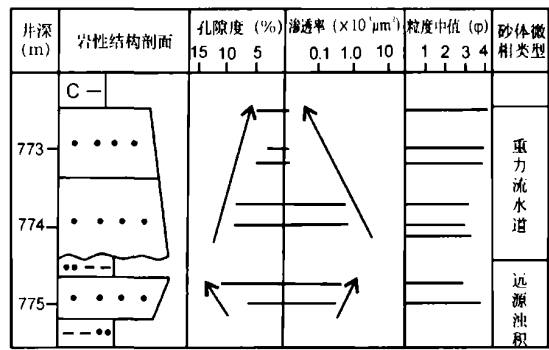 井深 (m) 岩性结构剖面 孔隙度 (%) 渗透率 (×10¹μm²) 粒度中值 (φ) 砂体微相类型
15 10 5 0.1 1.0 10 1 2 3 4
C
773
774
775
重力流水道
远源浊积